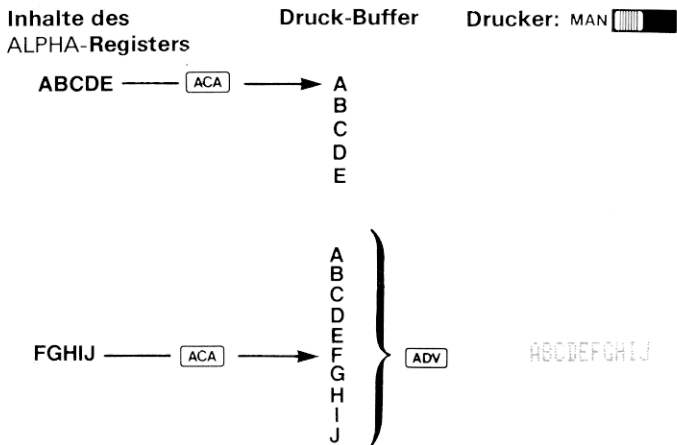 Inhalte des
ALPHA-Registers
Druck-Buffer
Drucker: MAN
ABCDE
ACA
A
B
C
D
E
FGHIJ
ACA
A
B
C
D
E
F
G
H
I
J
ADV
ABCDEFGHIJ